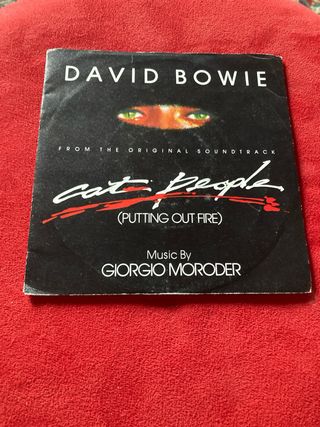 DAVID BOWIE
FROM THE ORIGINAL SOUNDTRACK
cat people
(PUTTING OUT FIRE)
Music By
GIORGIO MORODER